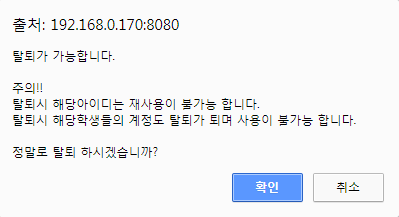 출처: 192.168.0.170:8080
탈퇴가 가능합니다.
주의!!
탈퇴시 해당아이디는 재사용이 불가능 합니다.
탈퇴시 해당학생들의 계정도 탈퇴가 퇴며 사용이 불가능 합니다.
정말로 탈퇴 하시겠습니까?
확인
취소